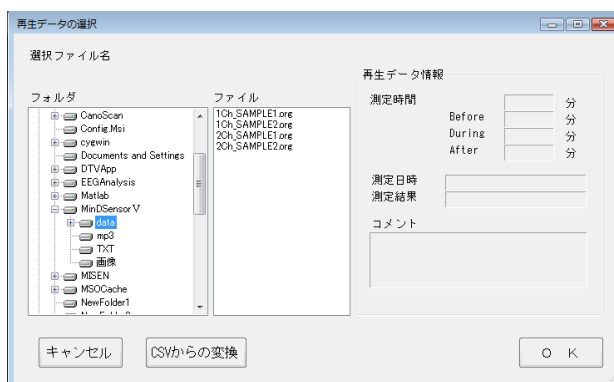 再生データの選択
選択ファイル名
フォルダ
CanoScan
Config.Msi
cygwin
Documents and Settings
DTVApp
EEGAnalysis
Matlab
MinDSensorV
data
mp3
TXT
画像
MISEN
MSOCache
NewFolder1
ファイル
1Ch_SAMPLE1.org
1Ch_SAMPLE2.org
2Ch_SAMPLE1.org
2Ch_SAMPLE2.org
再生データ情報
測定時間 分
Before 分
During 分
After 分
測定日時
測定結果
コメント
キャンセル
CSVからの変換
O K